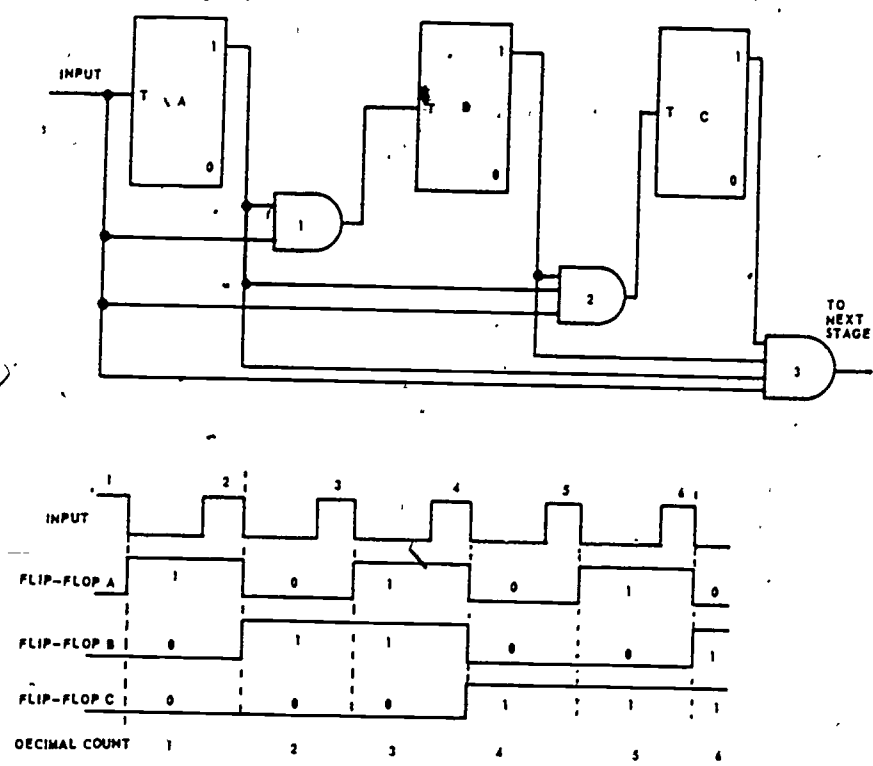 1 1 1
INPUT
T A T B T C
0 0 0
1
2
TO
NEXT
STAGE
3
1 2 3 4 5 6
INPUT
FLIP-FLOP A 1 0 1 0 1 0
FLIP-FLOP B 0 1 1 0 0 1
FLIP-FLOP C 0 0 0 1 1 1
DECIMAL COUNT 1 2 3 4 5 6